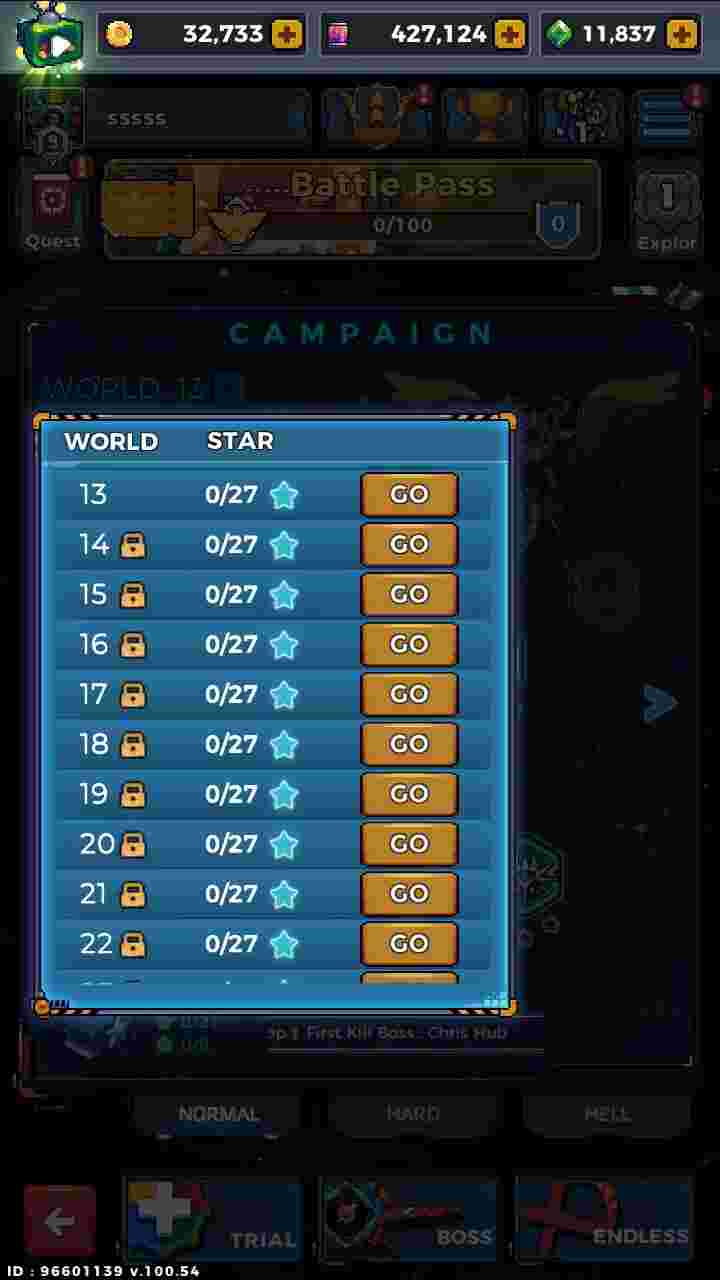 32,733
427,124
11,837
9
sssss
1
Battle Pass
0/100
0
Quest
1
Explor
CAMPAIGN
WORLD 13
WORLD STAR
13 0/27 GO
14 0/27 GO
15 0/27 GO
16 0/27 GO
17 0/27 GO
18 0/27 GO
19 0/27 GO
20 0/27 GO
21 0/27 GO
22 0/27 GO
First Kill Boss: Chris Hub
NORMAL HARD HELL
TRIAL BOSS ENDLESS
ID : 96601139 v.100.54